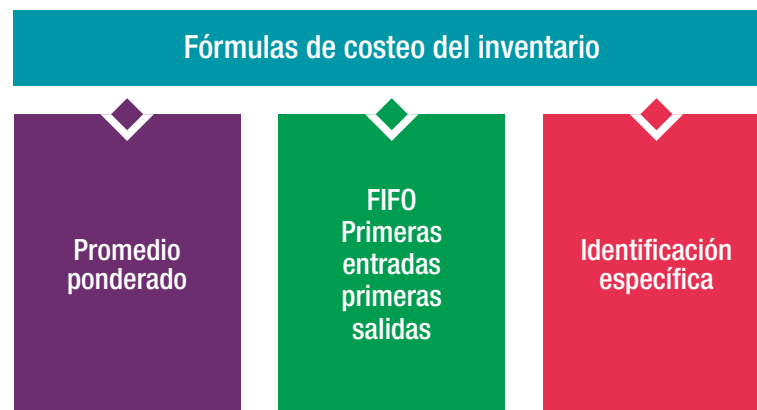 Fórmulas de costeo del inventario
Promedio
ponderado
FIFO
Primeras
entradas
primeras
salidas
Identificación
específica